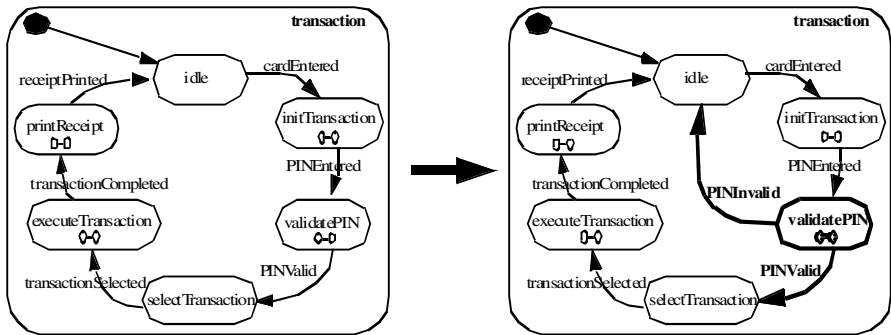 transaction
cardEntered
idle
receiptPrinted
initTransaction
printReceipt
PINEntered
transactionCompleted
executeTransaction
validatePIN
PINValid
transactionSelected
selectTransaction
transaction
cardEntered
idle
receiptPrinted
initTransaction
printReceipt
PINEntered
transactionCompleted
PINInvalid
executeTransaction
validatePIN
PINValid
transactionSelected
selectTransaction